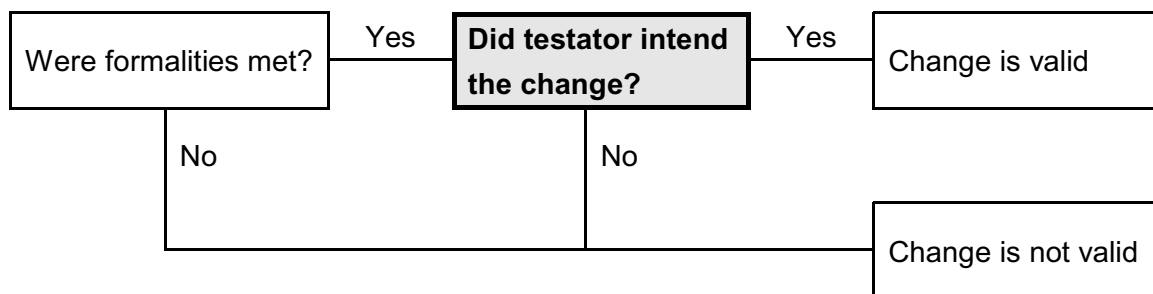 Were formalities met?
Yes
Did testator intend
the change?
Yes
Change is valid
No
No
Change is not valid